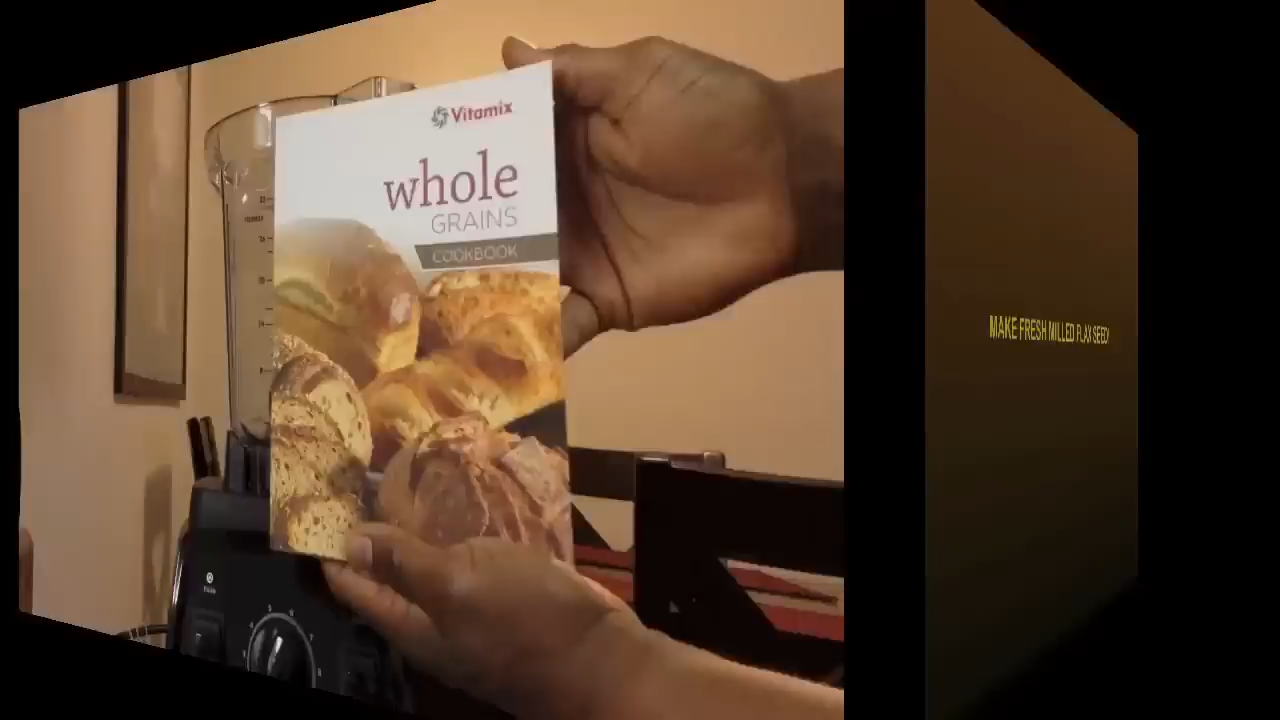 Vitamix
whole
GRAINS
COOKBOOK
MAKE FRESH MILLED FLAX SEED!